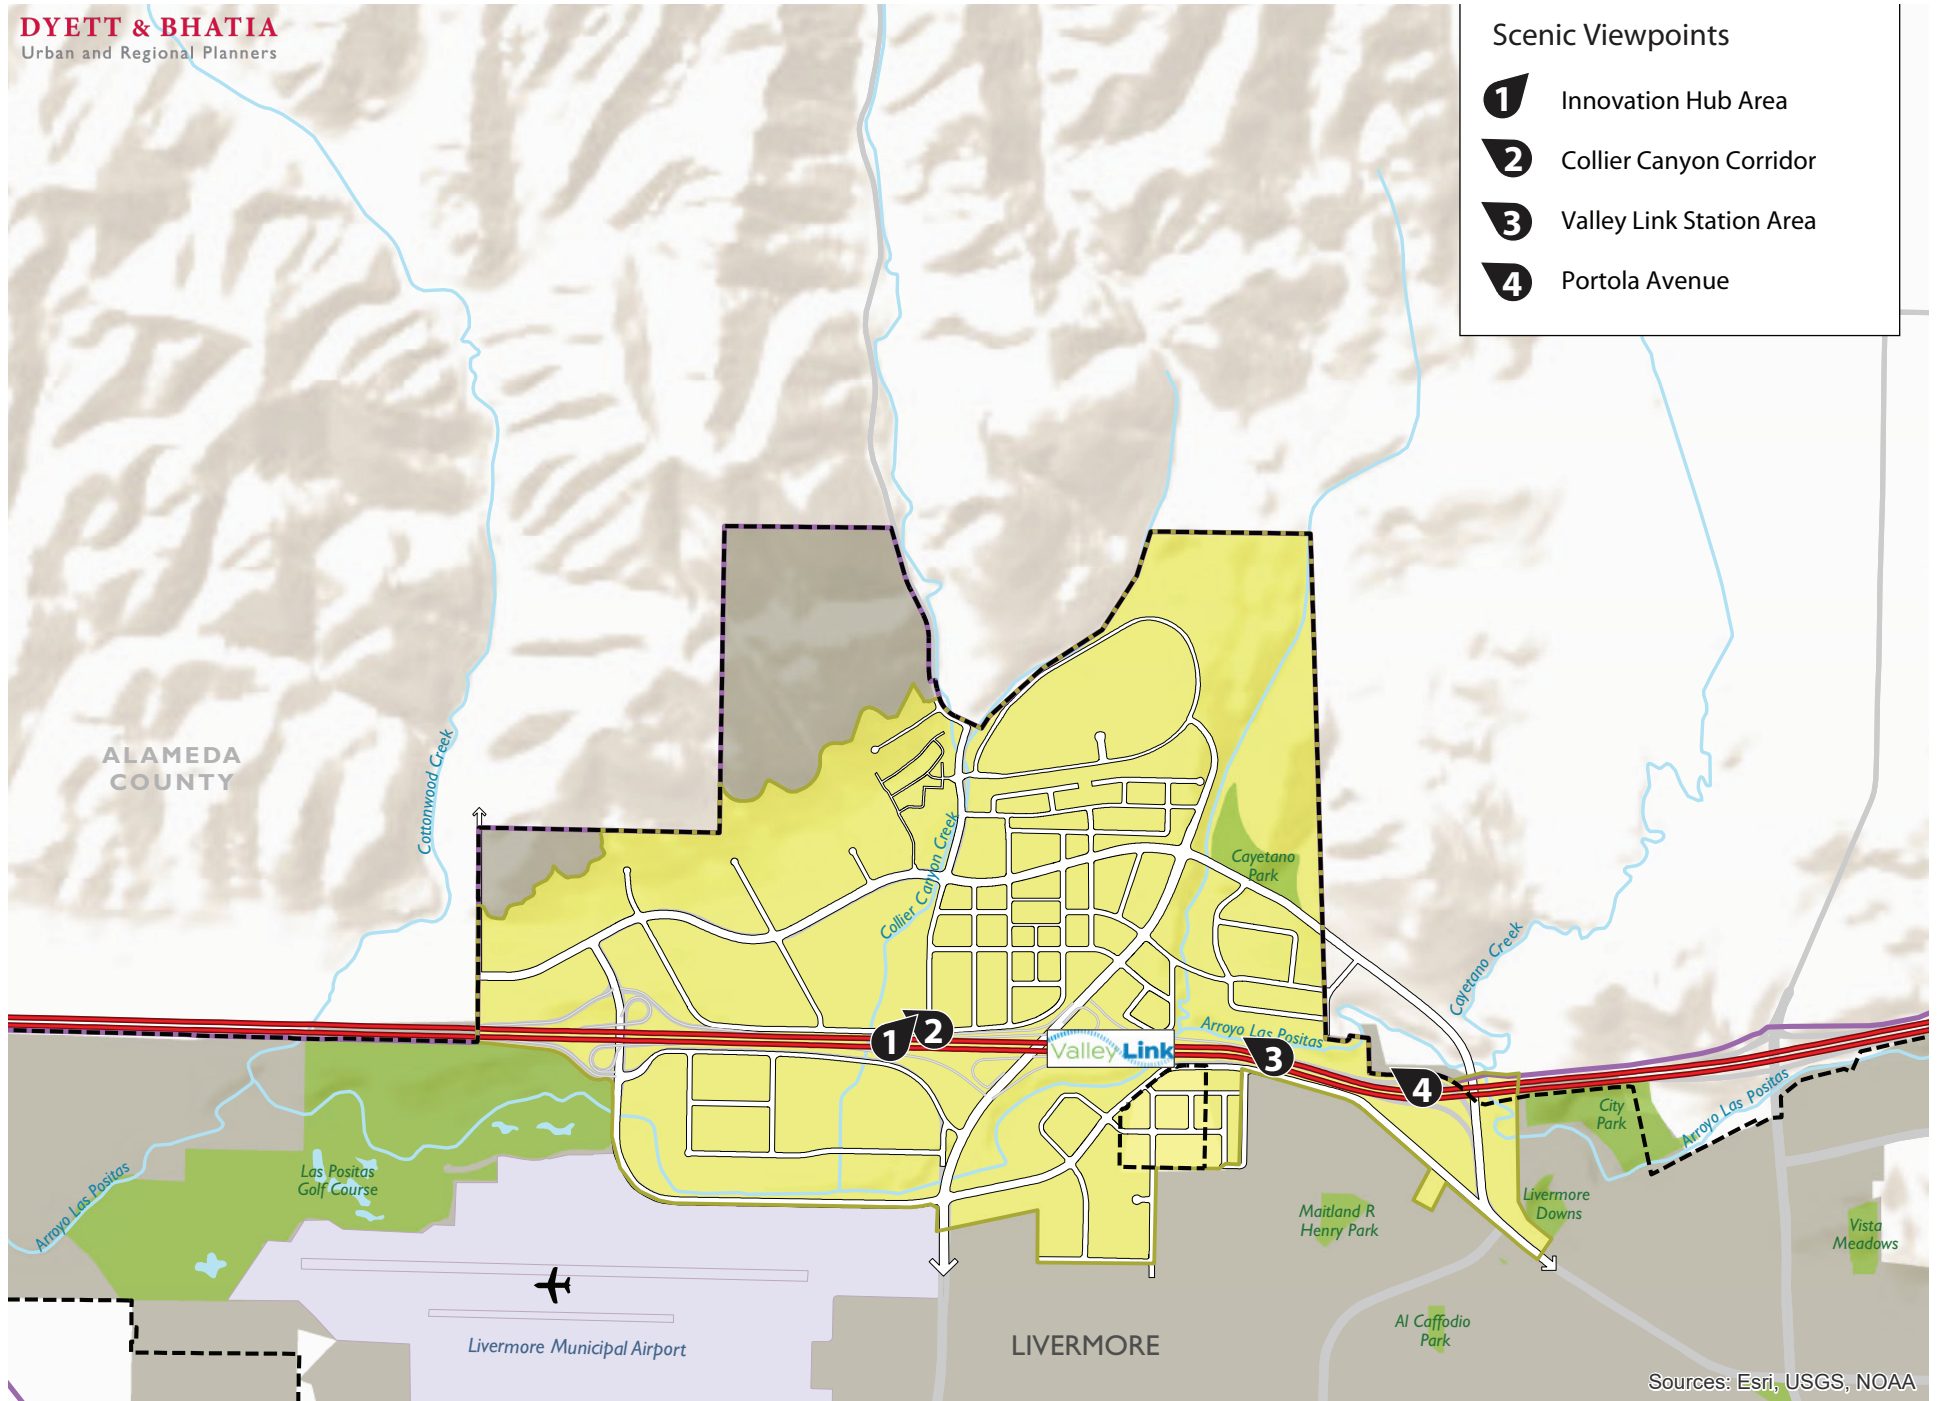 DYETT & BHATIA
Urban and Regional Planners
Scenic Viewpoints
1 Innovation Hub Area
2 Collier Canyon Corridor
3 Valley Link Station Area
4 Portola Avenue
ALAMEDA
COUNTY
Cottonwood Creek
Collier Canyon Creek
Cayetano
Park
Cayetano Creek
1
2
Valley Link
Arroyo Las Positas
3
4
City
Park
Arroyo Las Positas
Arroyo Las Positas
Las Positas
Golf Course
Maitland R
Henry Park
Livermore
Downs
Vista
Meadows
Al Caffodio
Park
Livermore Municipal Airport
LIVERMORE
Sources: Esri, USGS, NOAA